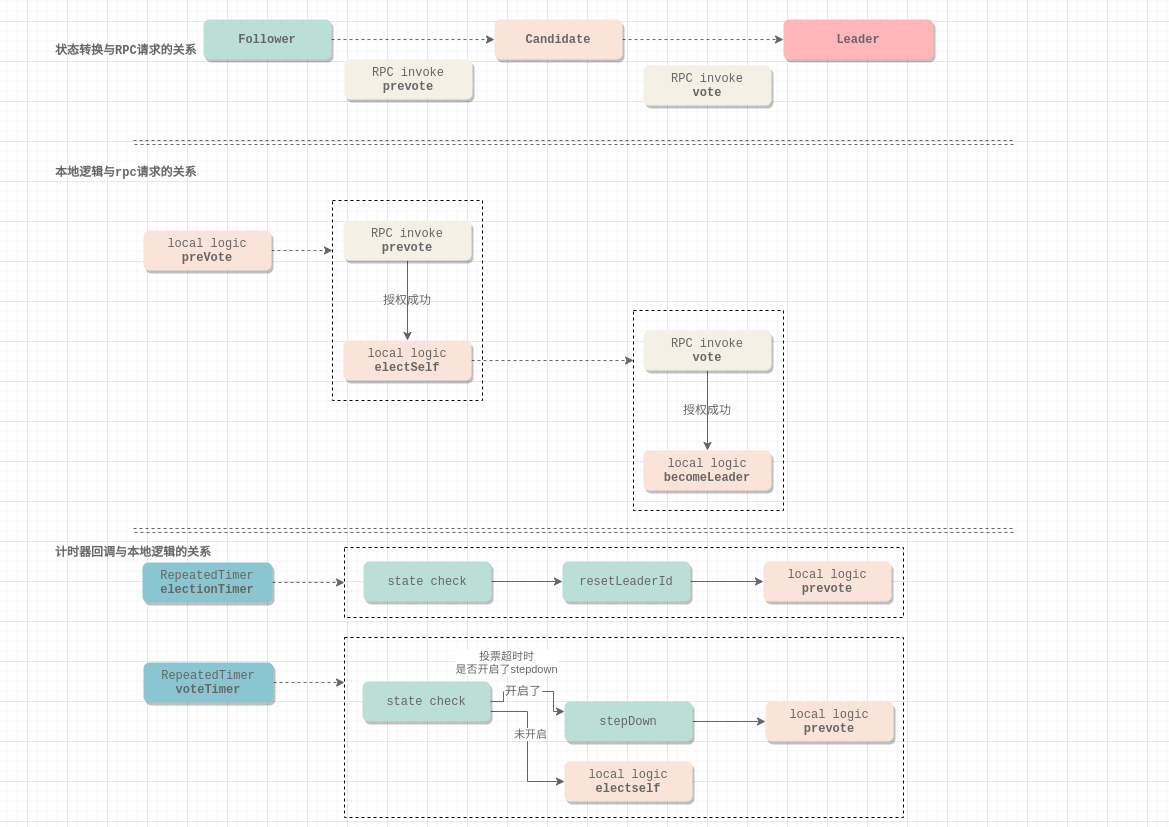 状态转换与RPC请求的关系
Follower
Candidate
Leader
RPC invoke
prevote
RPC invoke
vote
本地逻辑与rpc请求的关系
local logic
preVote
RPC invoke
prevote
授权成功
local logic
electSelf
RPC invoke
vote
授权成功
local logic
becomeLeader
计时器回调与本地逻辑的关系
RepeatedTimer
electionTimer
state check
resetLeaderId
local logic
prevote
RepeatedTimer
voteTimer
投票超时时
是否开启了stepdown
state check
开启了
未开启
stepDown
local logic
prevote
local logic
electself